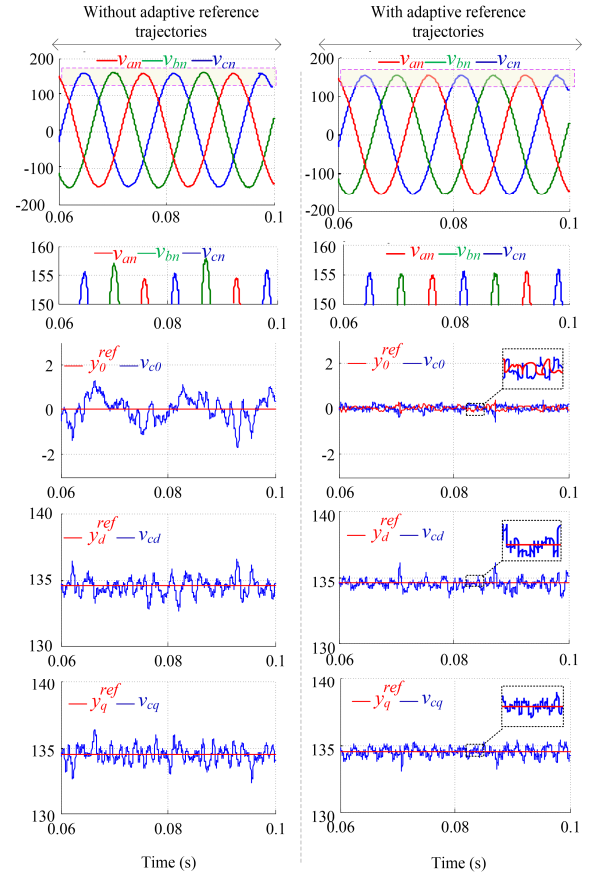 Without adaptive reference
trajectories
With adaptive reference
trajectories
200
100
0
-100
-200
v_an v_bn v_cn
0.06 0.08 0.1
200
100
0
-100
-200
v_an v_bn v_cn
0.06 0.08 0.1
160
155
150
v_an v_bn v_cn
0.06 0.08 0.1
160
155
150
v_an v_bn v_cn
0.06 0.08 0.1
2
0
-2
y_0^ref v_c0
0.06 0.08 0.1
2
0
-2
y_0^ref v_c0
0.06 0.08 0.1
140
135
130
y_d^ref v_cd
0.06 0.08 0.1
140
135
130
y_d^ref v_cd
0.06 0.08 0.1
140
135
130
y_q^ref v_cq
0.06 0.08 0.1
140
135
130
y_q^ref v_cq
0.06 0.08 0.1
Time (s)
Time (s)